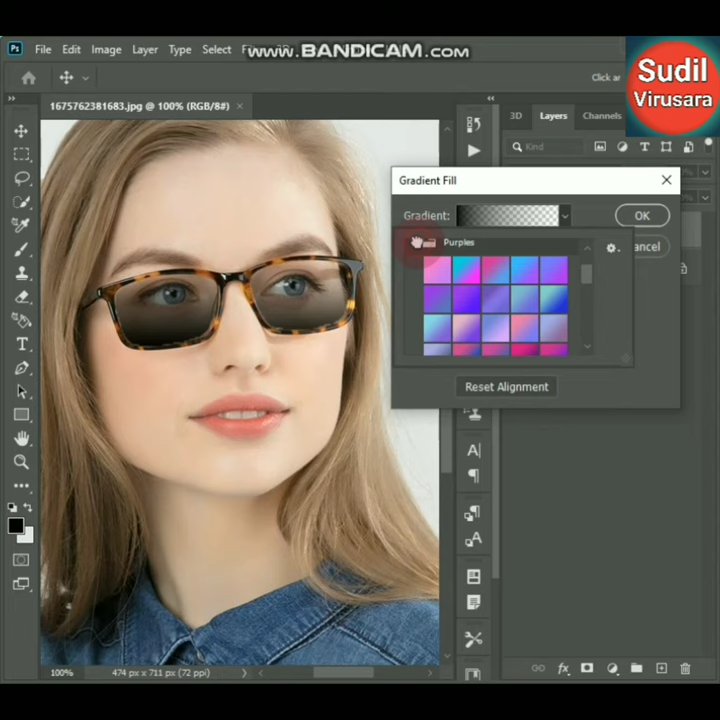 Ps File Edit Image Layer Type Select
www.BANDICAM.com
Sudil
Virusara
Click ar
1675762381683.jpg @ 100% (RGB/8#) ×
3D Layers Channels
Kind
Gradient Fill
Gradient:
OK
Purples
ancel
Reset Alignment
100% 474 px x 711 px (72 ppi)
fx